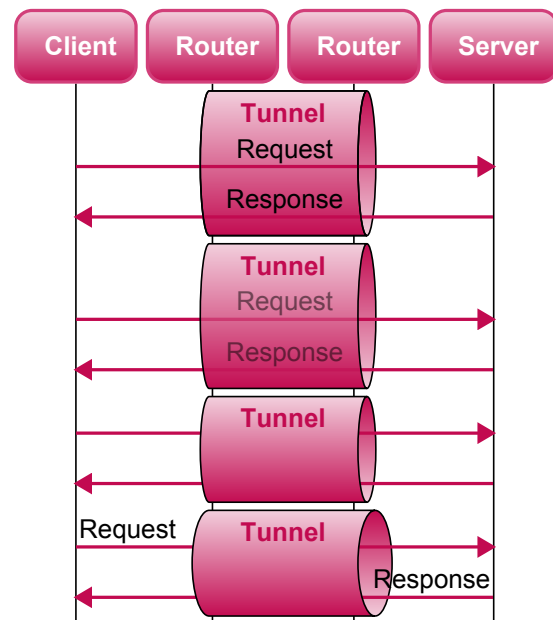 Client Router Router Server
Tunnel
Request
Response
Tunnel
Request
Response
Tunnel
Tunnel
Request
Response